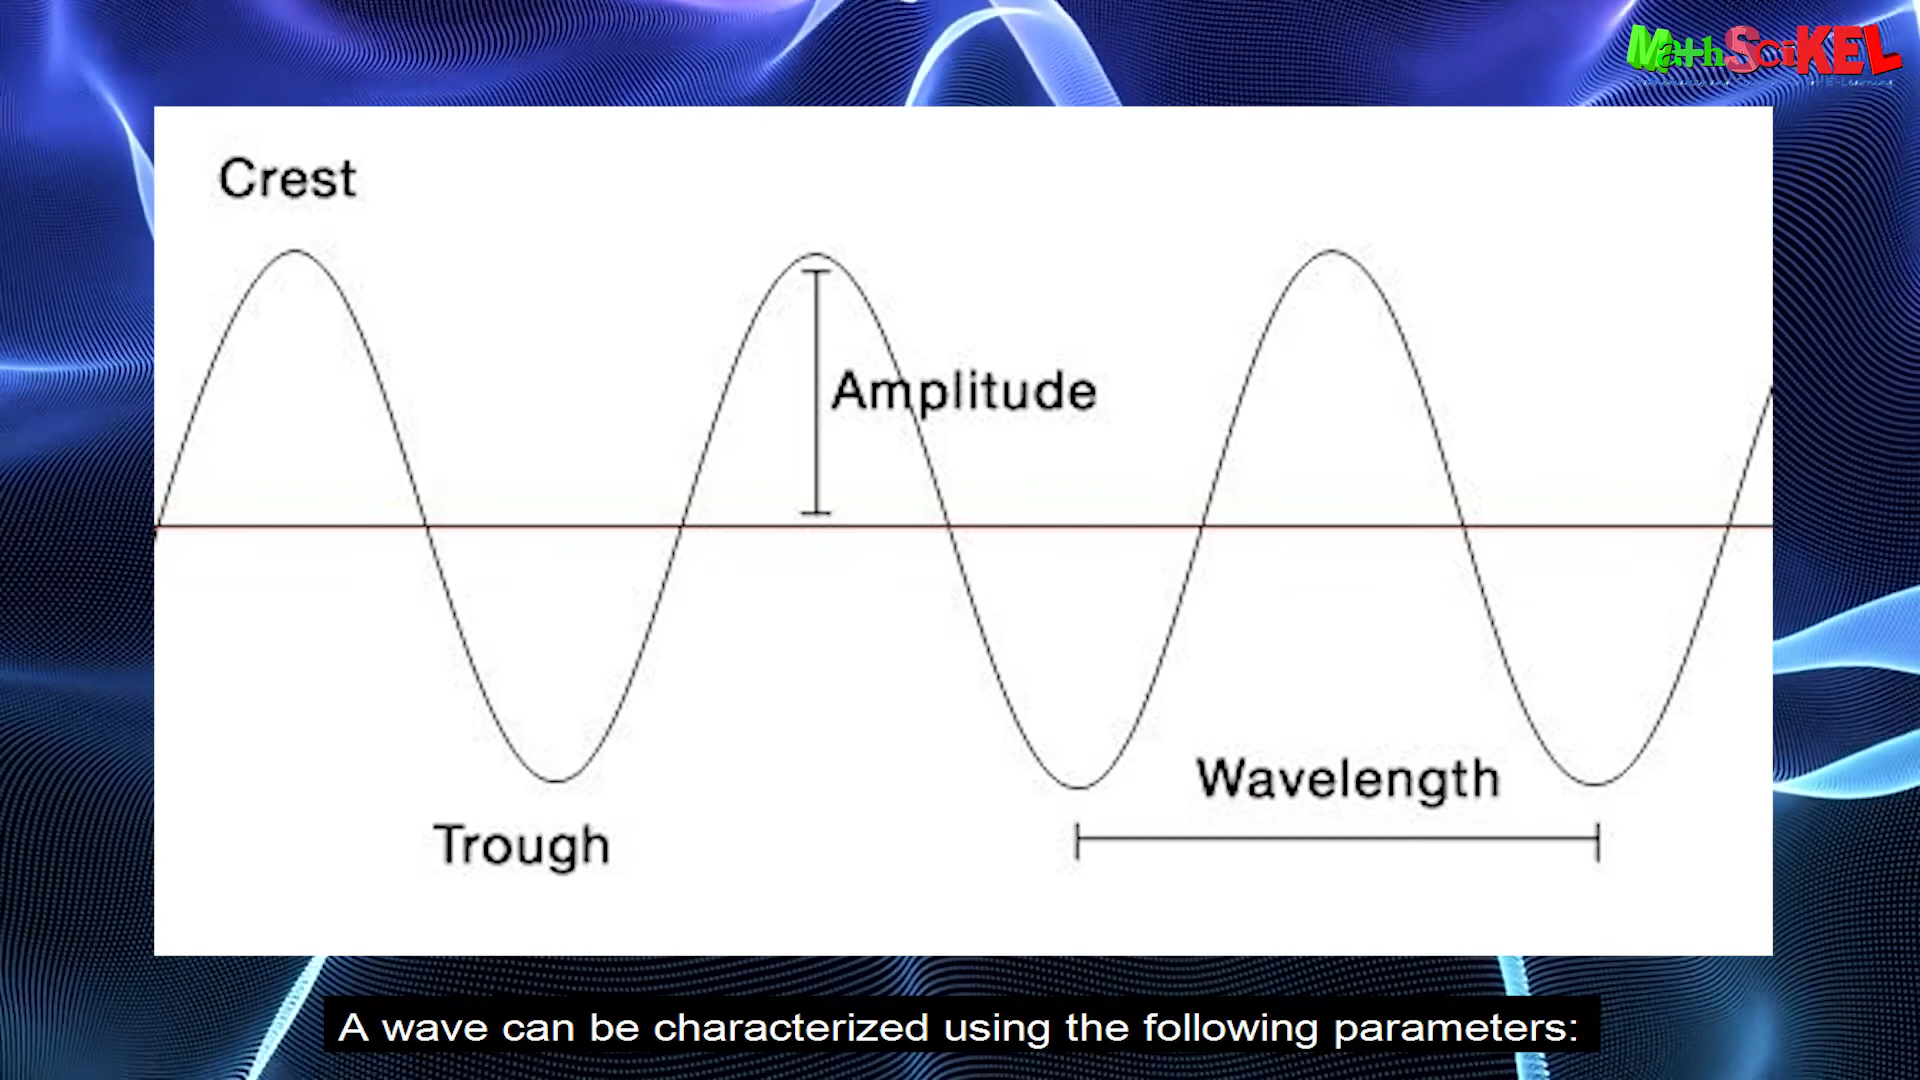 MathSciKEL
Crest
Amplitude
Wavelength
Trough
A wave can be characterized using the following parameters: